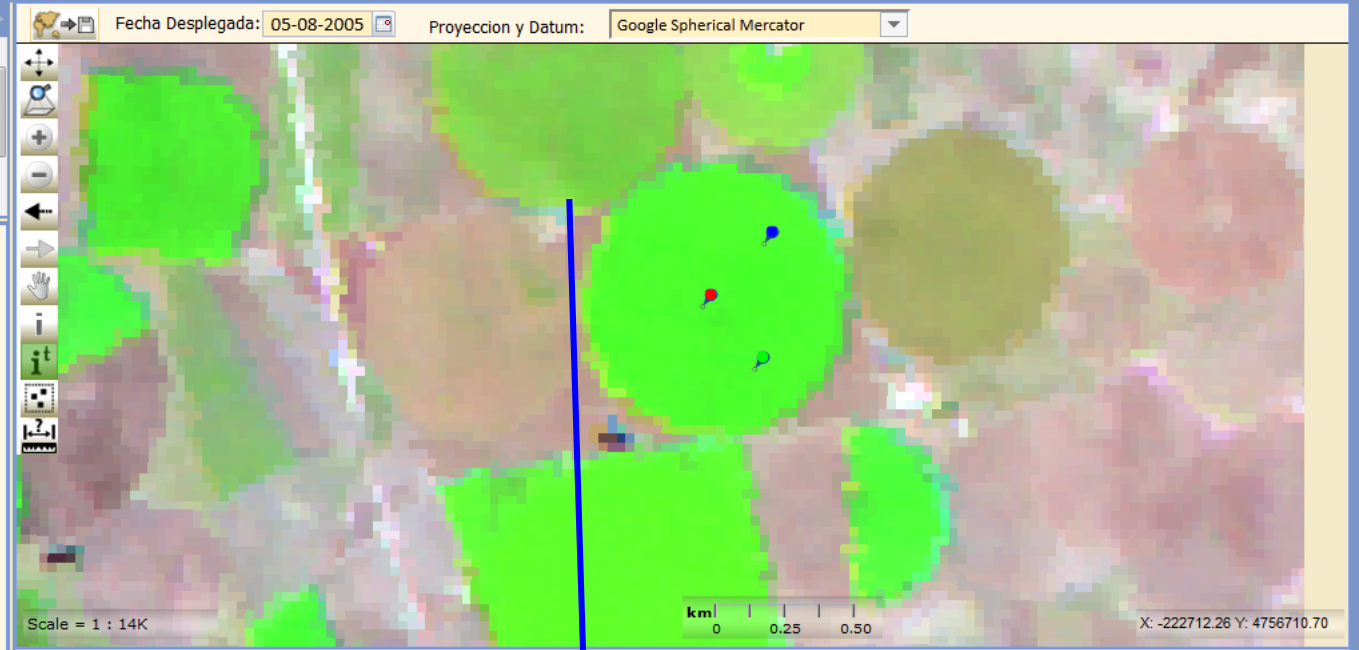 Fecha Desplegada: 05-08-2005 Proyeccion y Datum: Google Spherical Mercator
i
it
?
Scale = 1 : 14K
km
0 0.25 0.50
X: -222712.26 Y: 4756710.70